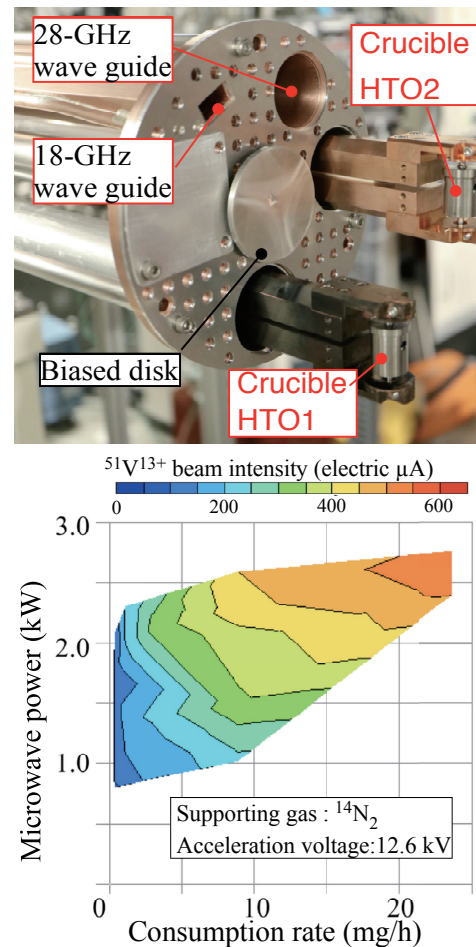 28-GHz
wave guide
18-GHz
wave guide
Crucible
HTO2
Biased disk
Crucible
HTO1
51V13+ beam intensity (electric μA)
0 200 400 600
3.0
2.0
1.0
Microwave power (kW)
Supporting gas : 14N2
Acceleration voltage:12.6 kV
0 10 20
Consumption rate (mg/h)